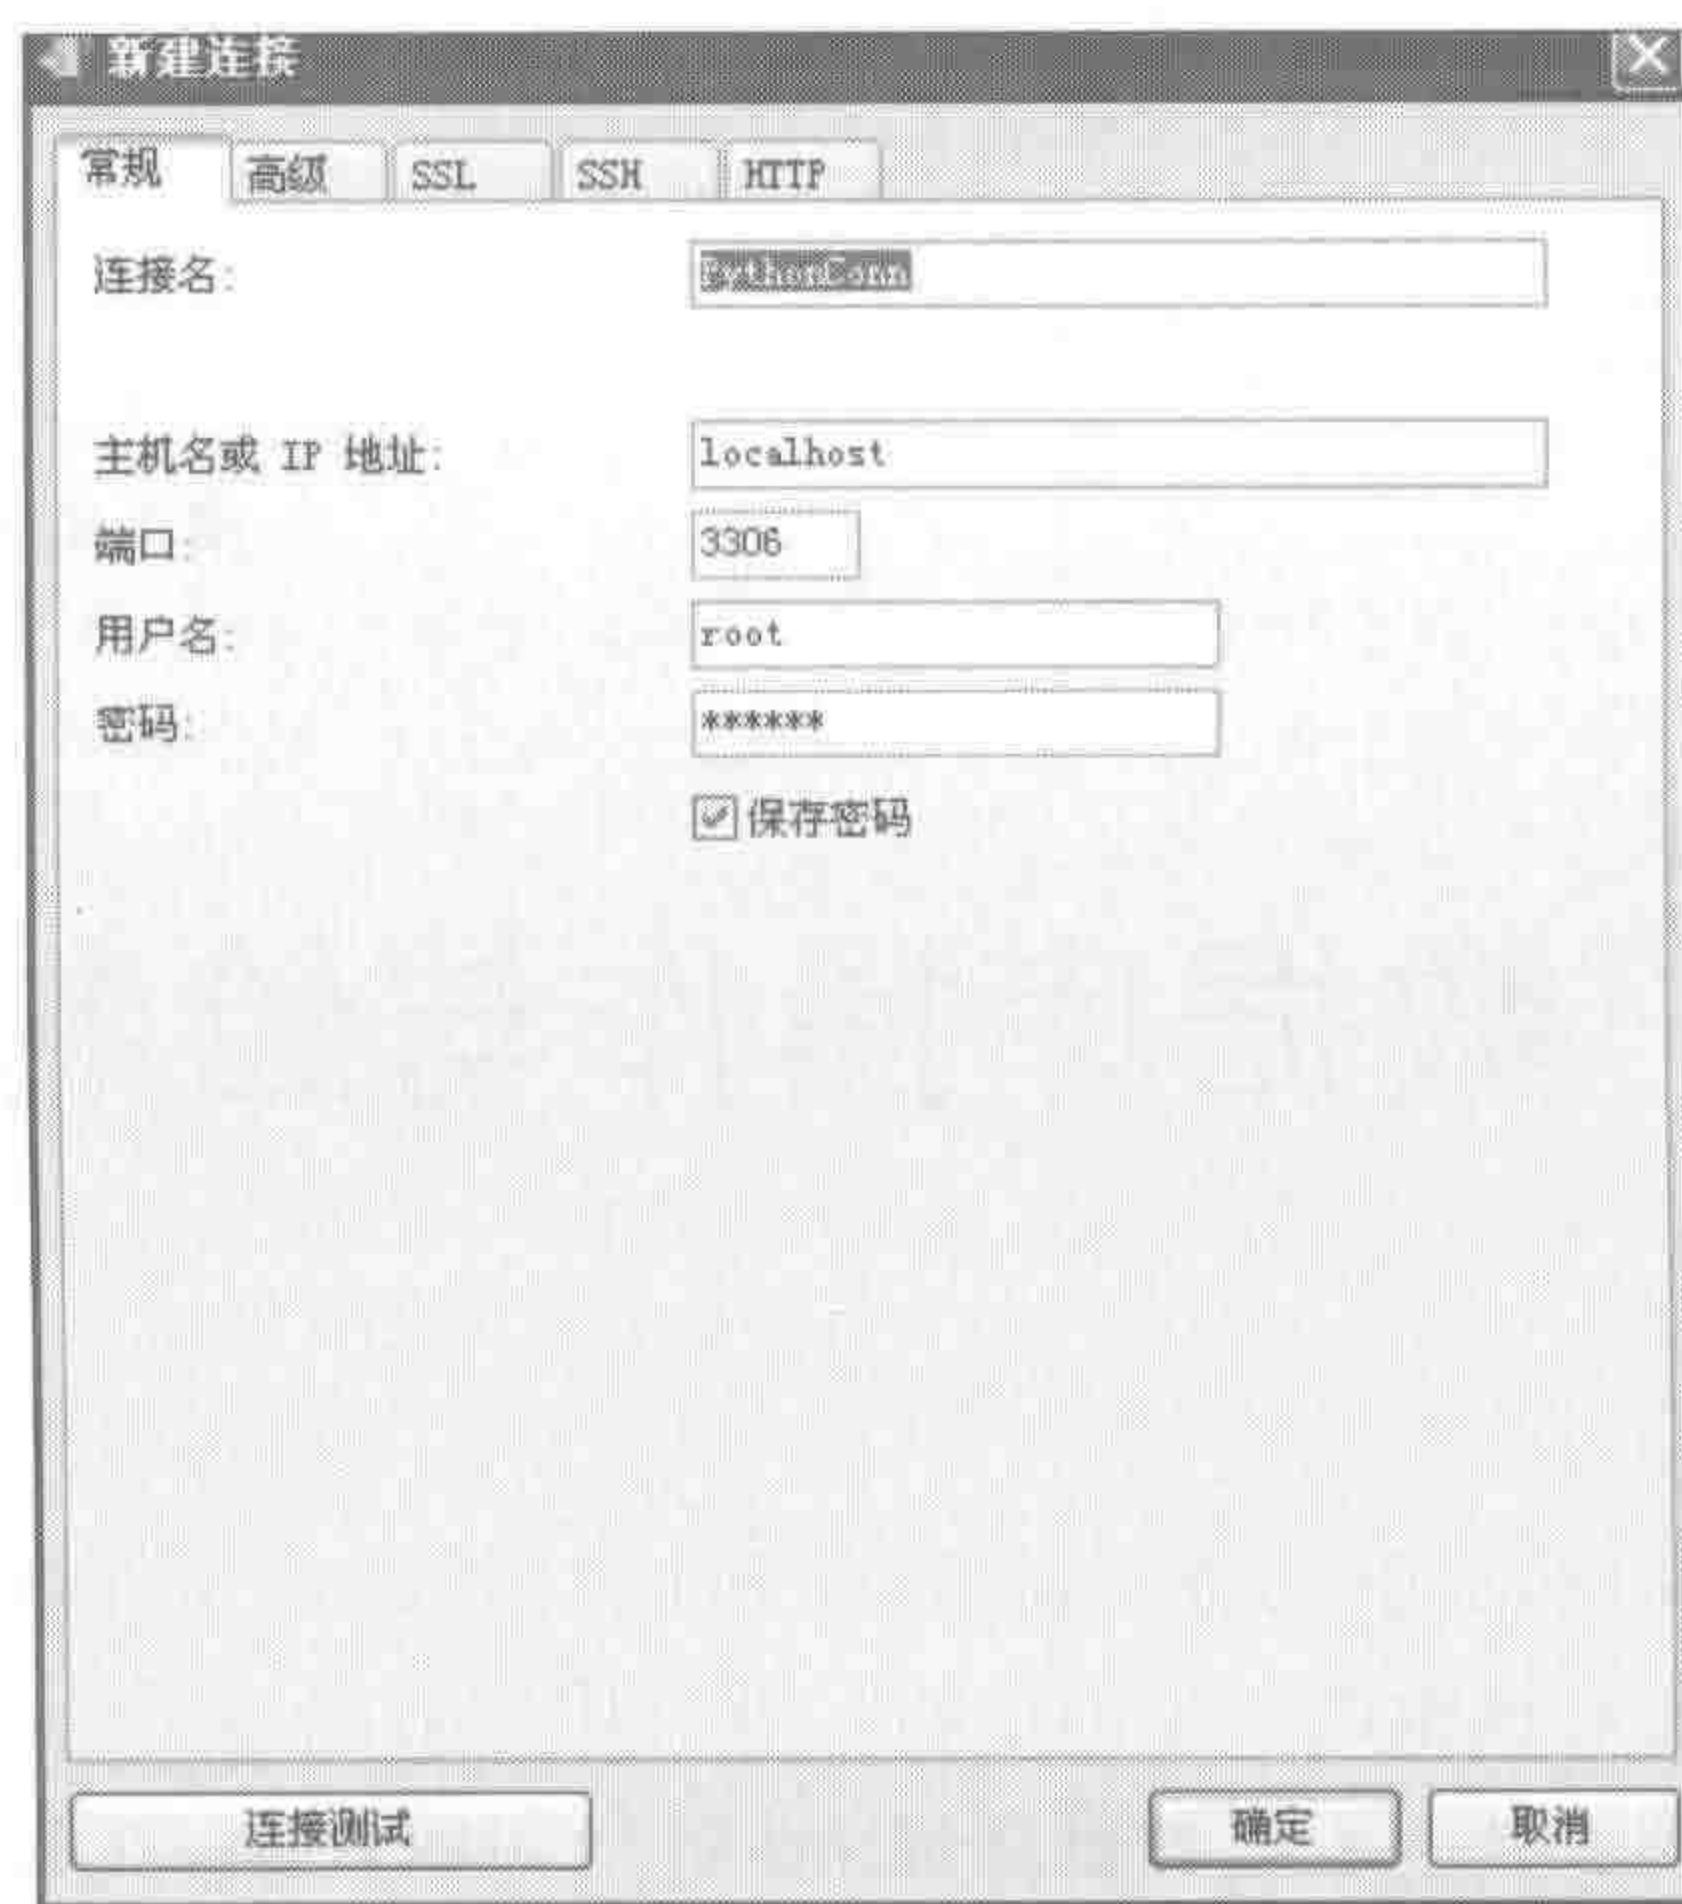 新建连接
常规 高级 SSL SSH HTTP
连接名: PythonConn
主机名或 IP 地址: localhost
端口: 3306
用户名: root
密码: ******
保存密码
连接测试 确定 取消